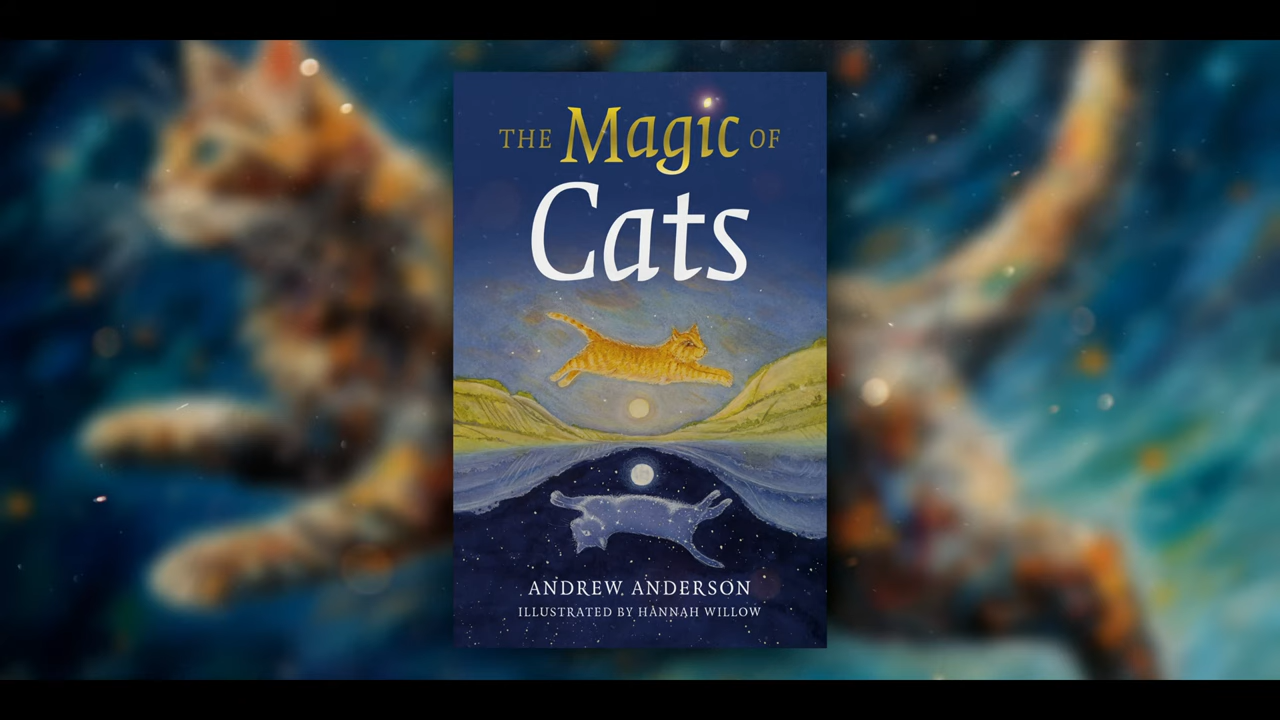 THE Magic OF
Cats
ANDREW ANDERSON
ILLUSTRATED BY HANNAH WILLOW